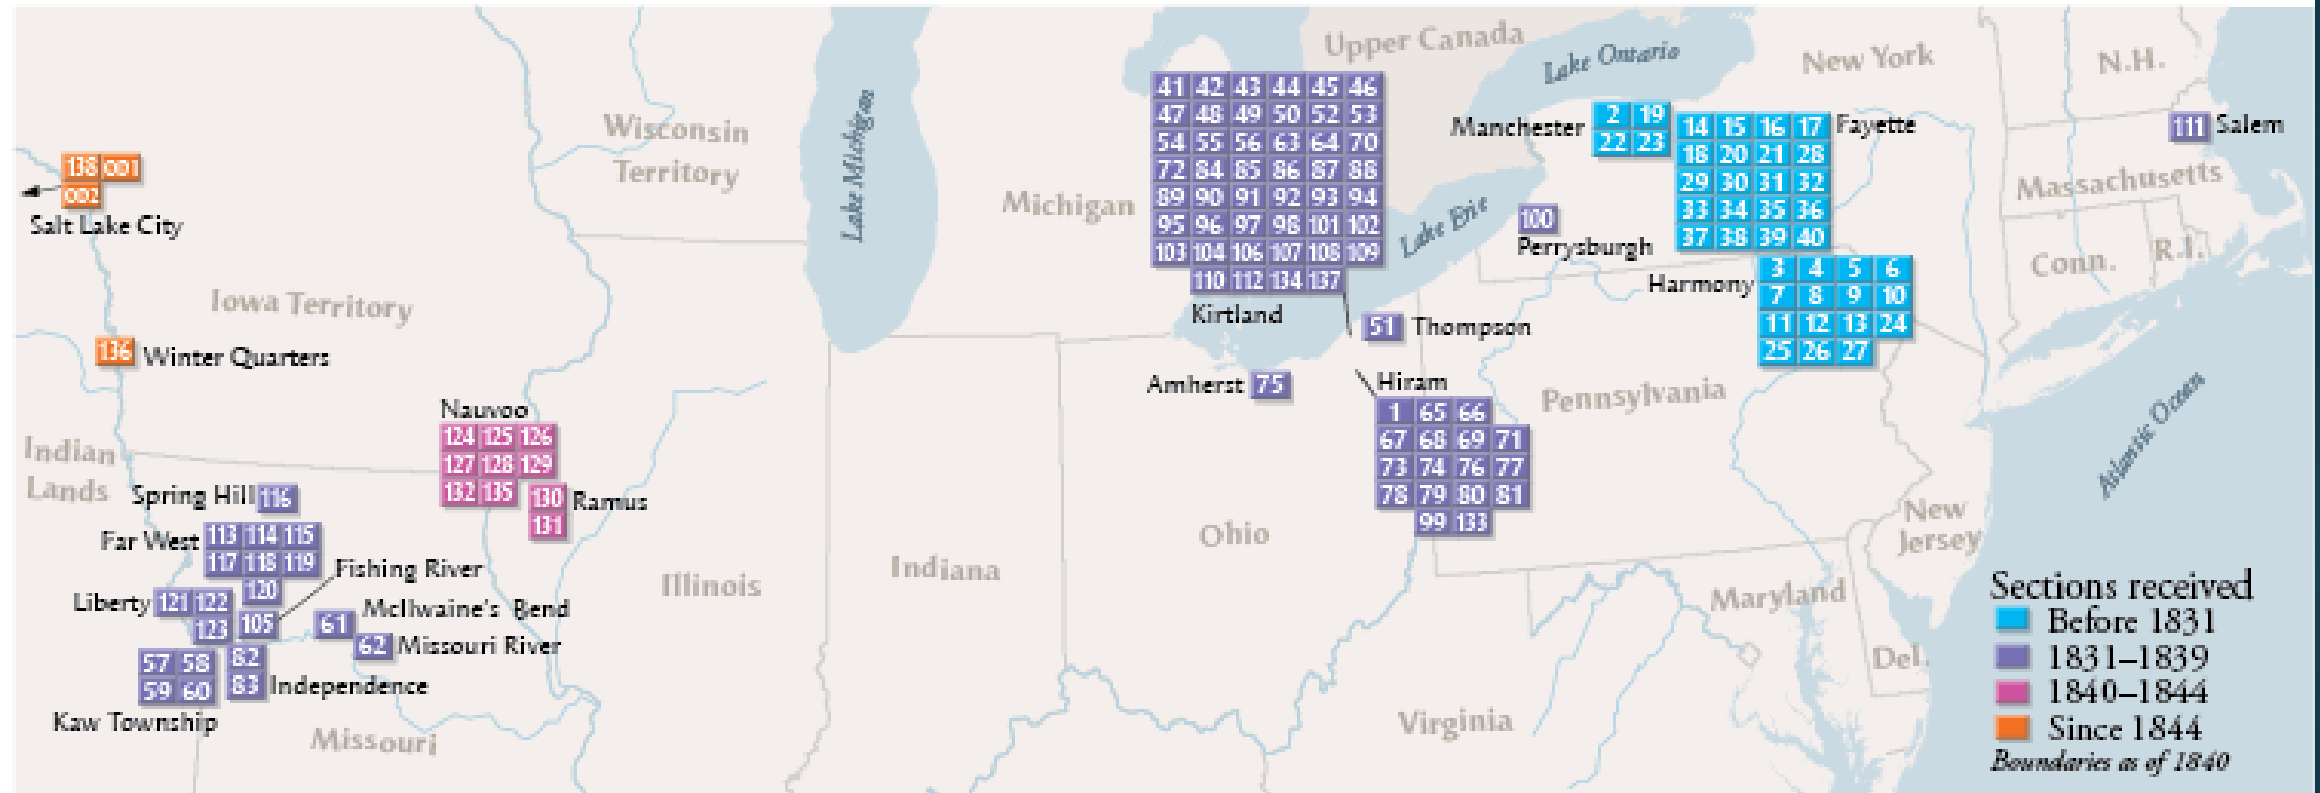 Upper Canada
Lake Ontario
New York
N.H.
Lake Michigan
Wisconsin
Territory
Michigan
41 42 43 44 45 46
47 48 49 50 52 53
54 55 56 63 64 70
72 84 85 86 87 88
89 90 91 92 93 94
95 96 97 98 101 102
103 104 106 107 108 109
110 112 134 137
Kirtland
Manchester
2 19
22 23
14 15 16 17
18 20 21 28
29 30 31 32
33 34 35 36
37 38 39 40
Fayette
111 Salem
Massachusetts
Conn.
R.I.
Lake Erie
100
Perrysburgh
Harmony
3 4 5 6
7 8 9 10
11 12 13 24
25 26 27
138 001
002
Salt Lake City
Iowa Territory
136 Winter Quarters
51 Thompson
Amherst 75
Hiram
1 65 66
67 68 69 71
73 74 76 77
78 79 80 81
99 133
Pennsylvania
Atlantic Ocean
Nauvoo
124 125 126
127 128 129
132 135
130 Ramus
131
Indian
Lands
Spring Hill 116
Far West
113 114 115
117 118 119
120
Fishing River
105
Liberty 121 122
123
McIlwaine's Bend
61
62 Missouri River
57 58
59 60
Kaw Township
82
83 Independence
Missouri
Illinois
Indiana
Ohio
Virginia
Maryland
New
Jersey
Del.
Sections received
Before 1831
1831–1839
1840–1844
Since 1844
Boundaries as of 1840